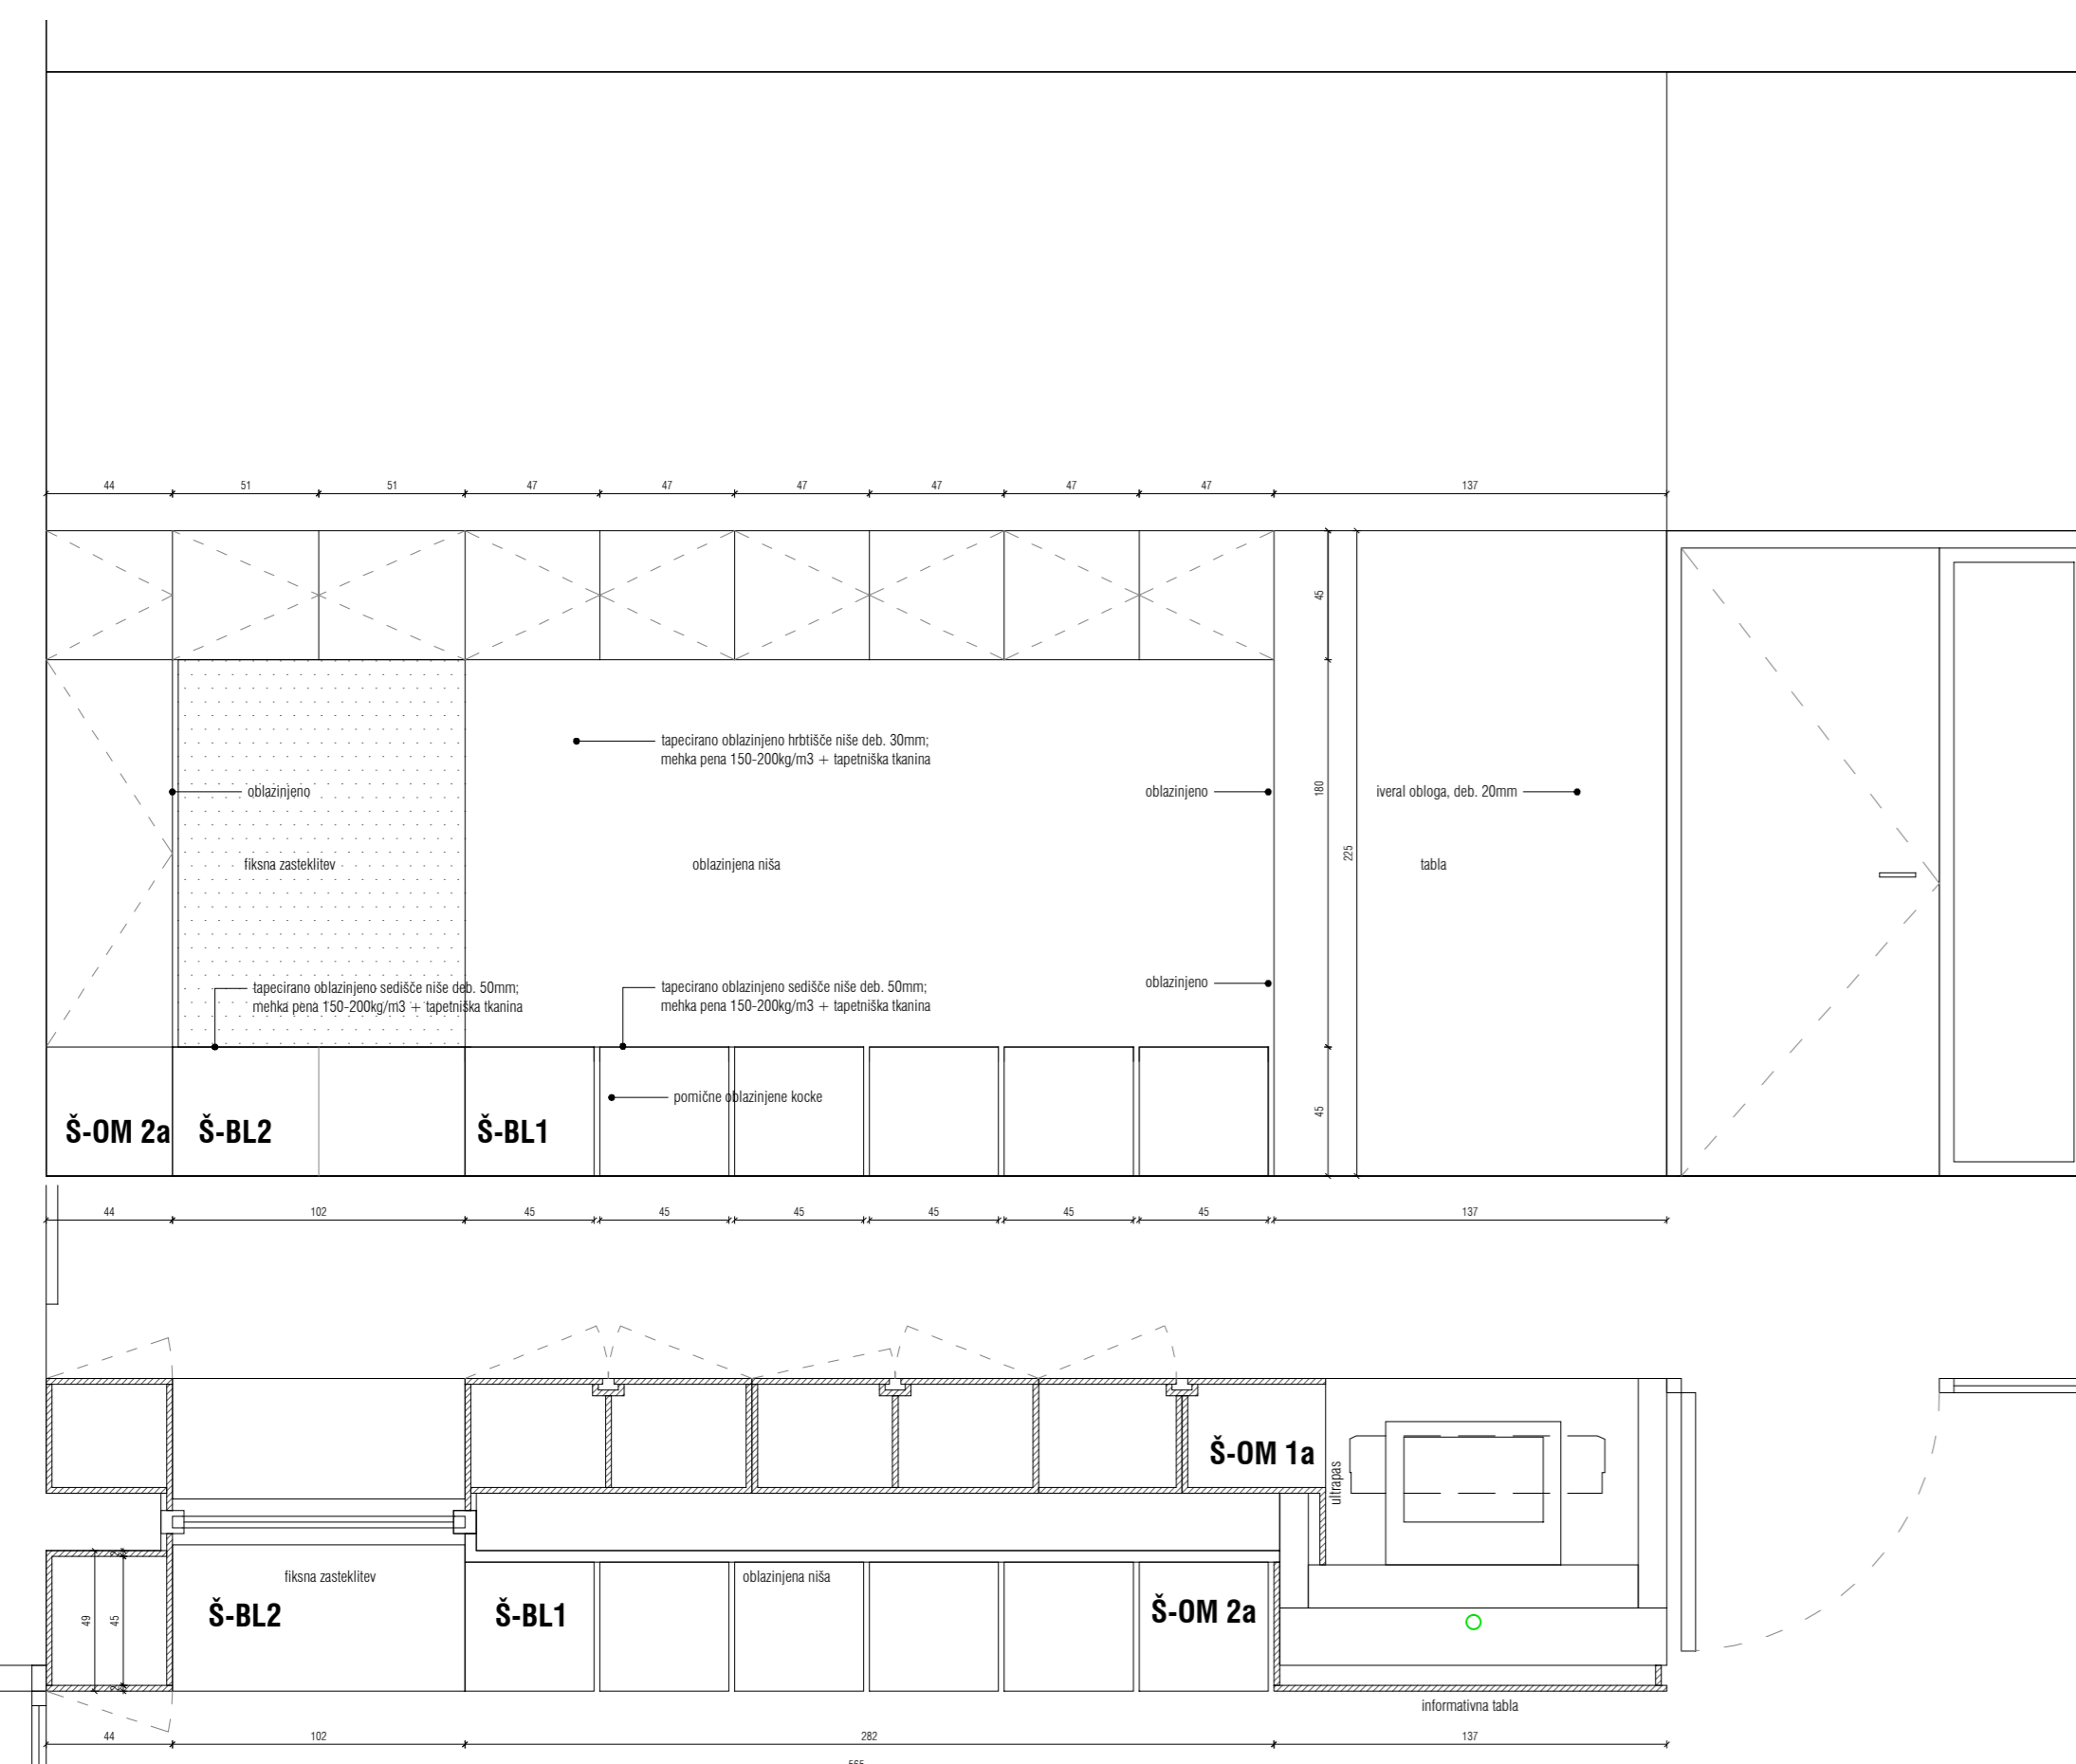 44 51 51 47 47 47 47 47 47 137
45
tapecirano oblazinjeno hrbtišče niše deb. 30mm;
mehka pena 150-200kg/m3 + tapetniška tkanina
oblazinjeno
oblazinjeno
180
iveral obloga, deb. 20mm
fiksna zasteklitev
oblazinjena niša
225
tabla
tapecirano oblazinjeno sedišče niše deb. 50mm;
mehka pena 150-200kg/m3 + tapetniška tkanina
tapecirano oblazinjeno sedišče niše deb. 50mm;
mehka pena 150-200kg/m3 + tapetniška tkanina
oblazinjeno
pomične oblazinjene kocke
45
Š-OM 2a
Š-BL2
Š-BL1
44 102 45 45 45 45 45 45 137
Š-OM 1a
ultrapas
fiksna zasteklitev
oblazinjena niša
49
45
Š-BL2
Š-BL1
Š-OM 2a
informativna tabla
44 102 282 137
565